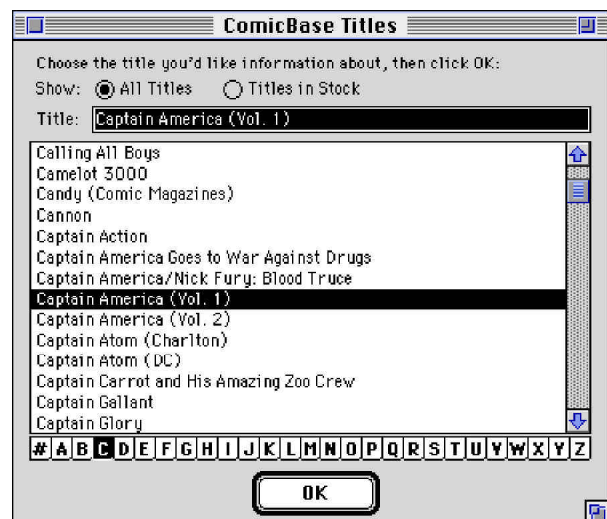 ComicBase Titles
Choose the title you'd like information about, then click OK:
Show: All Titles Titles in Stock
Title: Captain America (Vol. 1)
Calling All Boys
Camelot 3000
Candy (Comic Magazines)
Cannon
Captain Action
Captain America Goes to War Against Drugs
Captain America/Nick Fury: Blood Truce
Captain America (Vol. 1)
Captain America (Vol. 2)
Captain Atom (Charlton)
Captain Atom (DC)
Captain Carrot and His Amazing Zoo Crew
Captain Gallant
Captain Glory
# A B C D E F G H I J K L M N O P Q R S T U V W X Y Z
OK